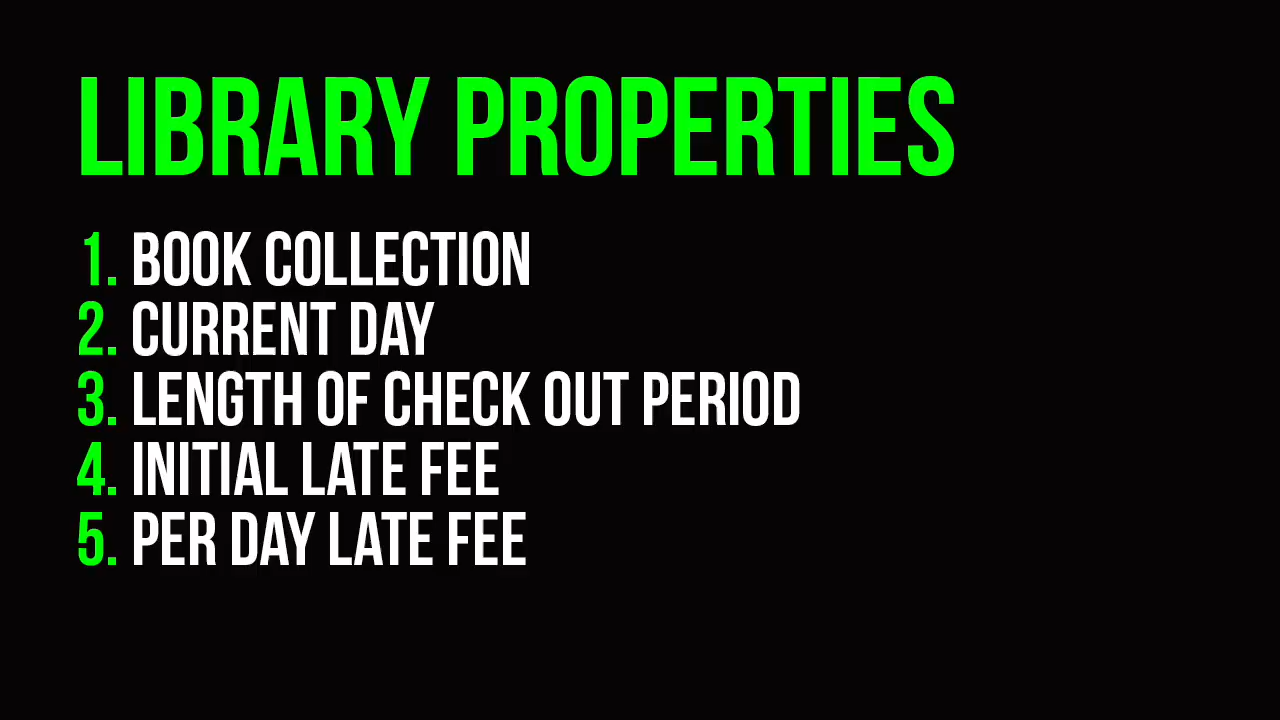 LIBRARY PROPERTIES
1. BOOK COLLECTION
2. CURRENT DAY
3. LENGTH OF CHECK OUT PERIOD
4. INITIAL LATE FEE
5. PER DAY LATE FEE